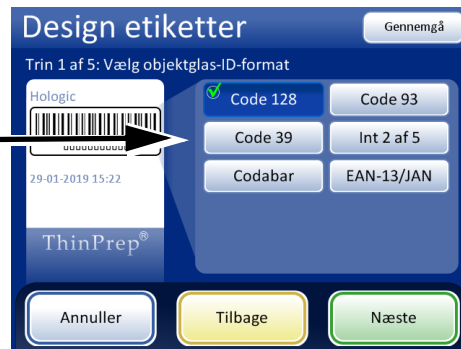 Design etiketter
Gennemgå
Trin 1 af 5: Vælg objektglas-ID-format
Hologic
29-01-2019 15:22
ThinPrep®
Code 128
Code 93
Code 39
Int 2 af 5
Codabar
EAN-13/JAN
Annuller
Tilbage
Næste